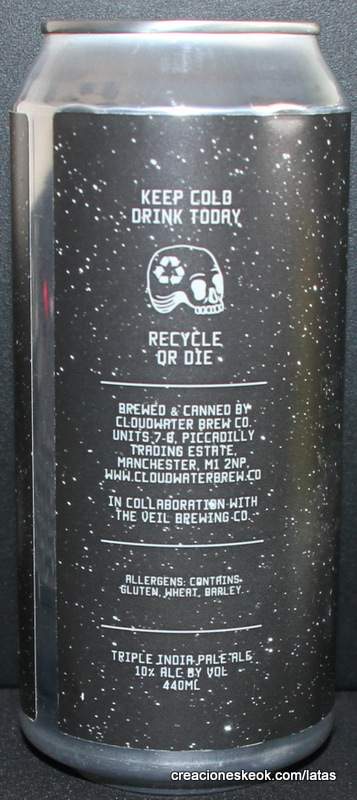 KEEP COLD
DRINK TODAY
RECYCLE
OR DIE
BREWED & CANNED BY
CLOUDWATER BREW CO.
UNITS 7-8, PICCADILLY
TRADING ESTATE,
MANCHESTER, M1 2NP.
WWW.CLOUDWATERBREW.CO
IN COLLABORATION WITH
THE VEIL BREWING CO.
ALLERGENS: CONTAINS
GLUTEN, WHEAT, BARLEY.
TRIPLE INDIA PALE ALE
10% ALC BY VOL
440ML
creacioneskeok.com/latas